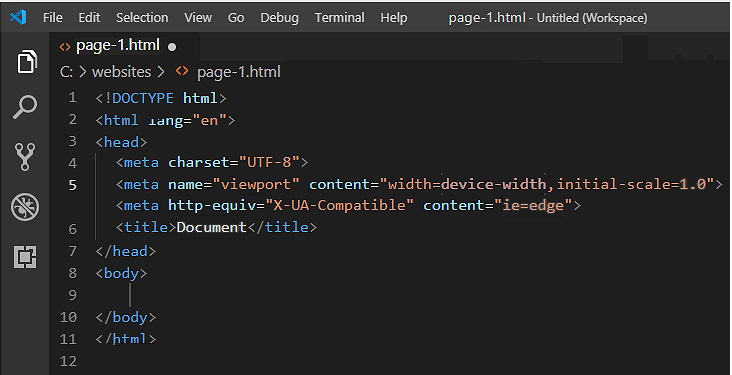 File Edit Selection View Go Debug Terminal Help page-1.html - Untitled (Workspace)
page-1.html
C: > websites > page-1.html
1 <!DOCTYPE html>
2 <html lang="en">
3 <head>
4 <meta charset="UTF-8">
5 <meta name="viewport" content="width=device-width,initial-scale=1.0">
<meta http-equiv="X-UA-Compatible" content="ie=edge">
6 <title>Document</title>
7 </head>
8 <body>
9
10 </body>
11 </html>
12